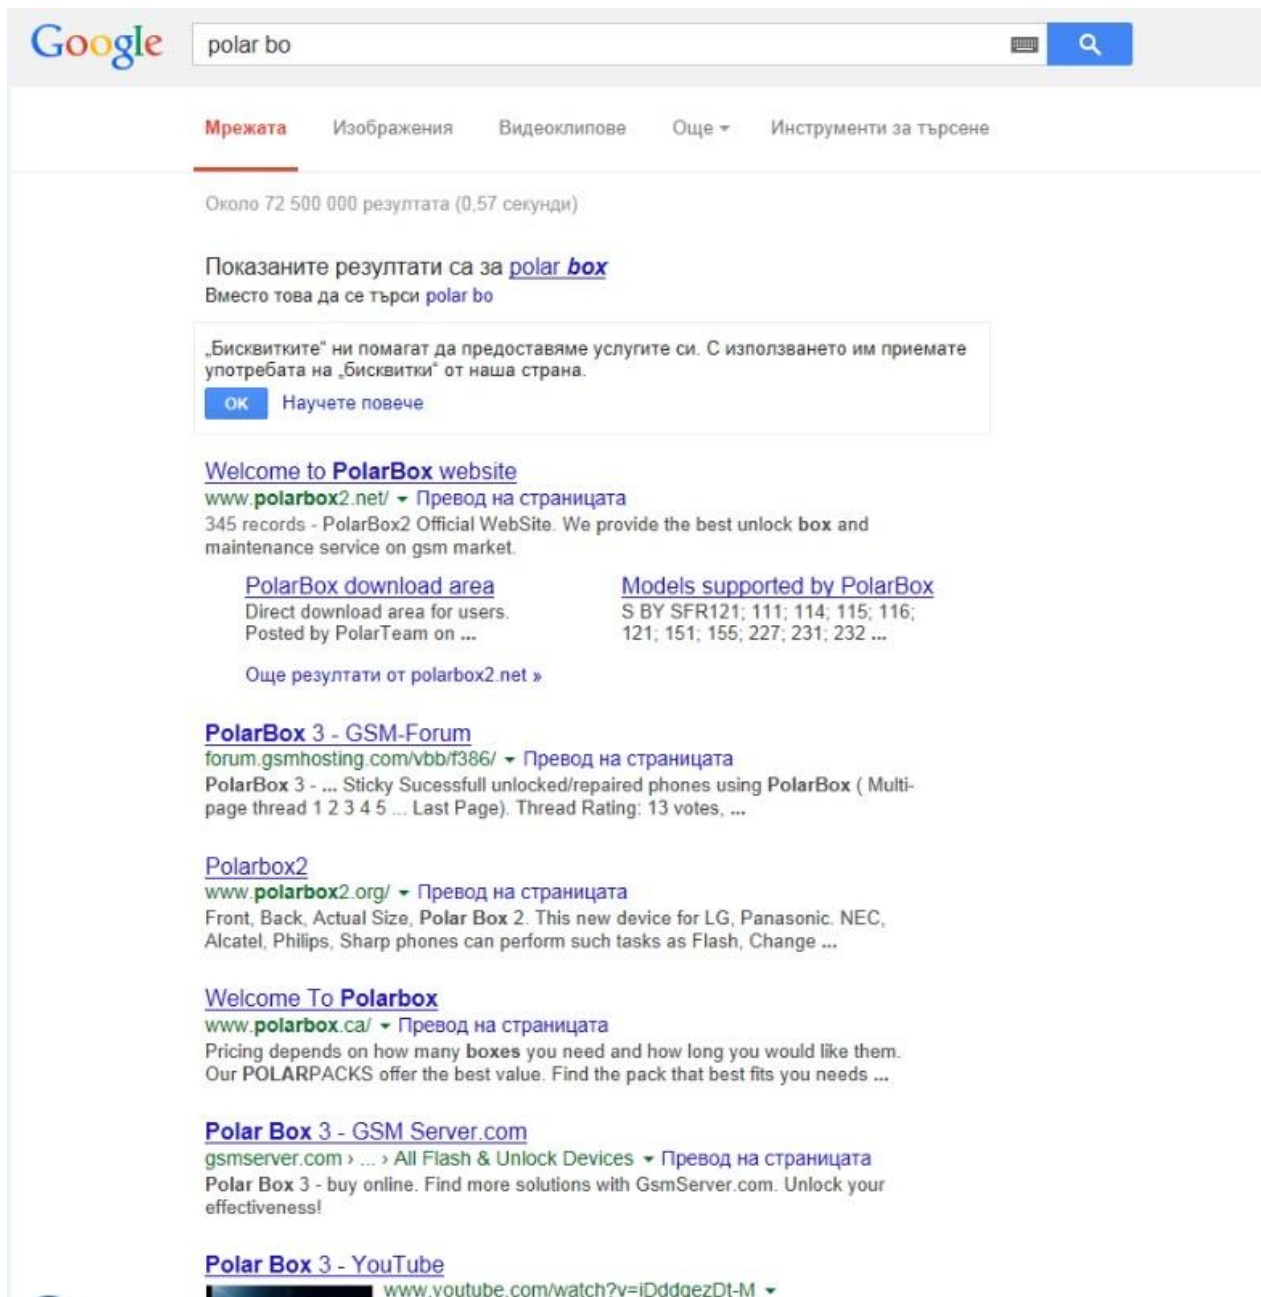 Google polar bo
Мрежата Изображения Видеоклипове Още Инструменти за търсене
Около 72 500 000 резултата (0,57 секунди)
Показаните резултати са за polar box
Вместо това да се търси polar bo
„Бисквитките“ ни помагат да предоставяме услугите си. С използването им приемате
употребата на „бисквитки“ от наша страна.
OK Научете повече
Welcome to PolarBox website
www.polarbox2.net/ Превод на страницата
345 records - PolarBox2 Official WebSite. We provide the best unlock box and
maintenance service on gsm market.
PolarBox download area
Direct download area for users.
Posted by PolarTeam on ...
Models supported by PolarBox
S BY SFR121; 111; 114; 115; 116;
121; 151; 155; 227; 231; 232 ...
Още резултати от polarbox2.net »
PolarBox 3 - GSM-Forum
forum.gsmhosting.com/vbb/f386/ Превод на страницата
PolarBox 3 - ... Sticky Sucessfull unlocked/repaired phones using PolarBox ( Multi-
page thread 1 2 3 4 5 ... Last Page). Thread Rating: 13 votes, ...
Polarbox2
www.polarbox2.org/ Превод на страницата
Front, Back, Actual Size, Polar Box 2. This new device for LG, Panasonic. NEC,
Alcatel, Philips, Sharp phones can perform such tasks as Flash, Change ...
Welcome To Polarbox
www.polarbox.ca/ Превод на страницата
Pricing depends on how many boxes you need and how long you would like them.
Our POLARPACKS offer the best value. Find the pack that best fits you needs ...
Polar Box 3 - GSM Server.com
gsmserver.com › ... › All Flash & Unlock Devices Превод на страницата
Polar Box 3 - buy online. Find more solutions with GsmServer.com. Unlock your
effectiveness!
Polar Box 3 - YouTube
www.youtube.com/watch?v=iDddgezDt-M